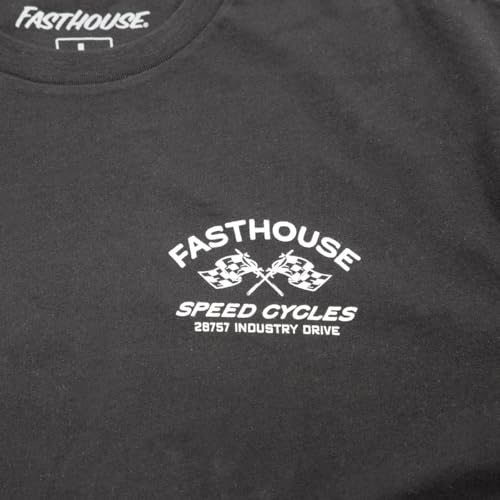 FASTHOUSE.
L
FASTHOUSE
SPEED CYCLES
28757 INDUSTRY DRIVE